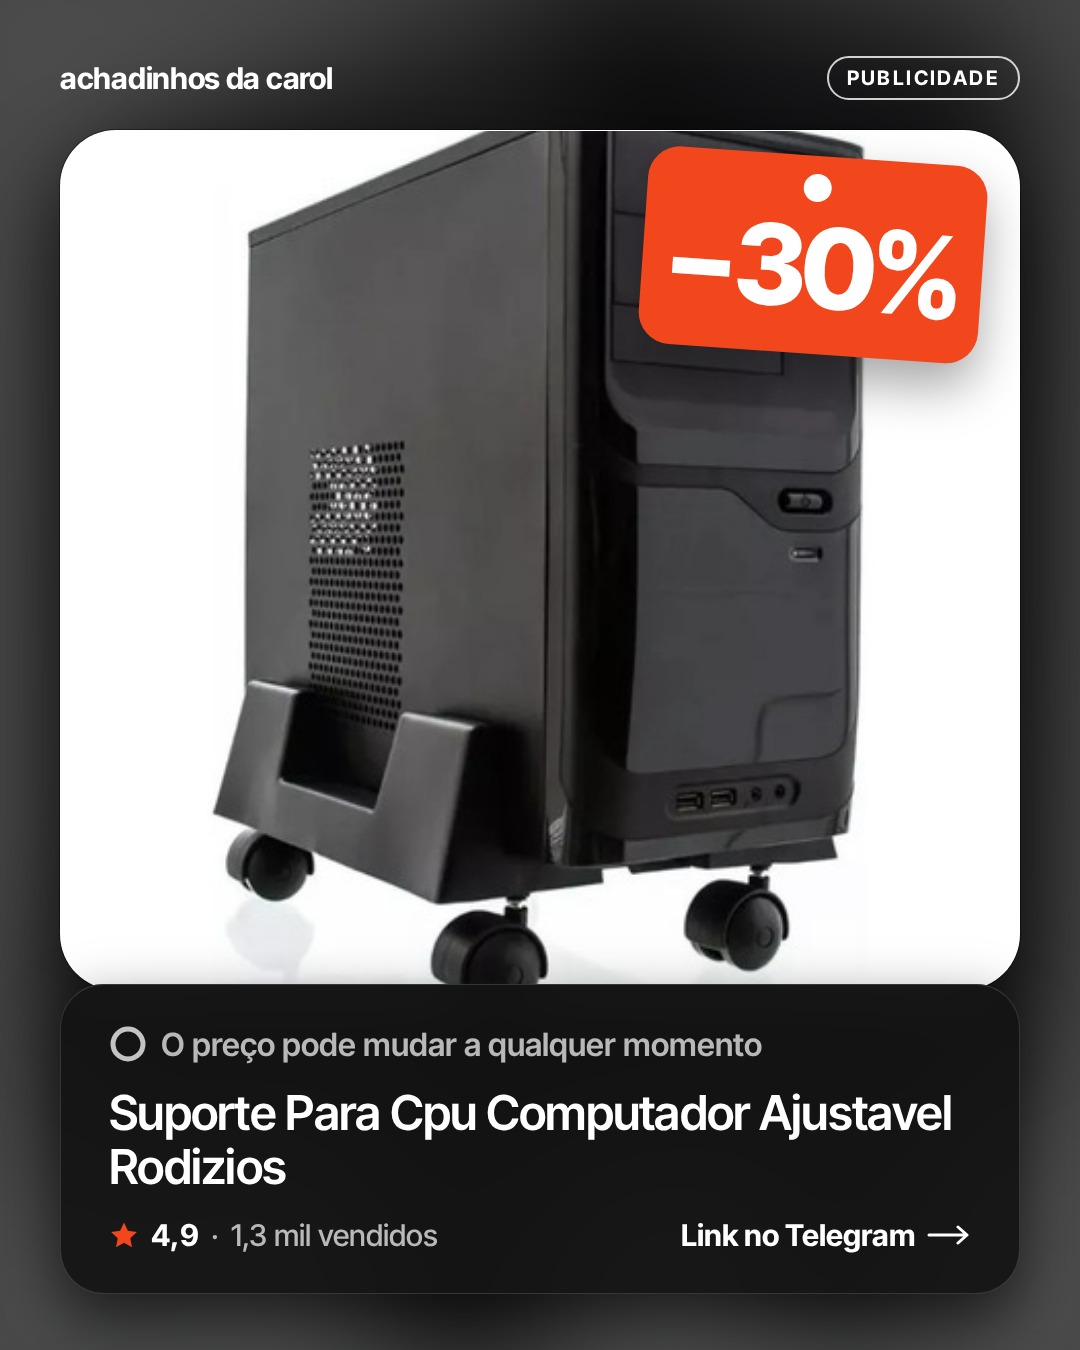 achadinhos da carol
PUBLICIDADE
−30%
O preço pode mudar a qualquer momento
Suporte Para Cpu Computador Ajustavel
Rodizios
4,9 · 1,3 mil vendidos
Link no Telegram →